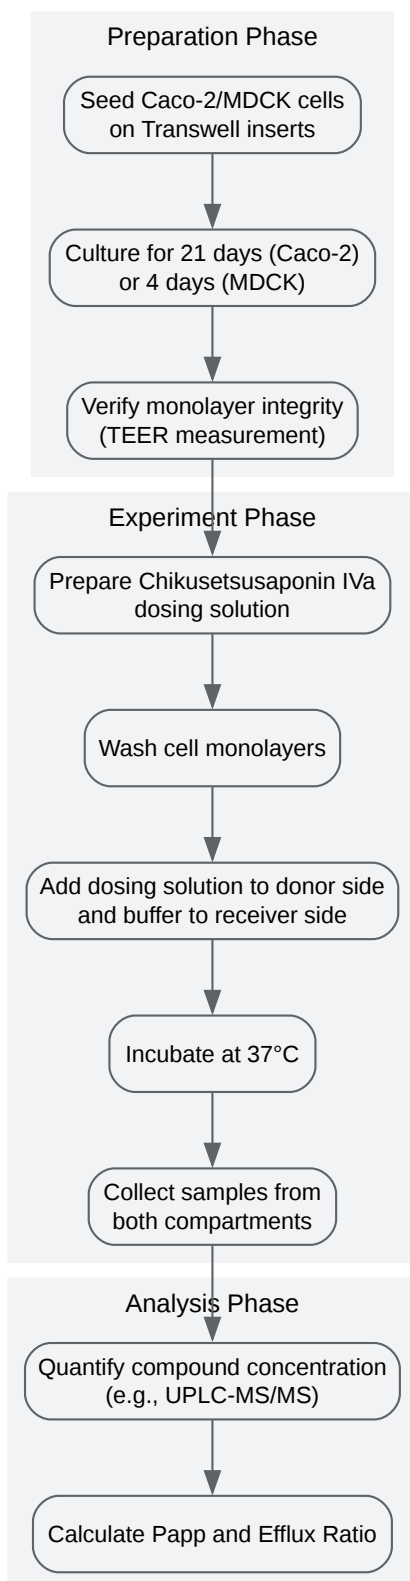 Preparation Phase
Seed Caco-2/MDCK cells
on Transwell inserts
Culture for 21 days (Caco-2)
or 4 days (MDCK)
Verify monolayer integrity
(TEER measurement)
Experiment Phase
Prepare Chikusetsusaponin IVa
dosing solution
Wash cell monolayers
Add dosing solution to donor side
and buffer to receiver side
Incubate at 37°C
Collect samples from
both compartments
Analysis Phase
Quantify compound concentration
(e.g., UPLC-MS/MS)
Calculate Papp and Efflux Ratio